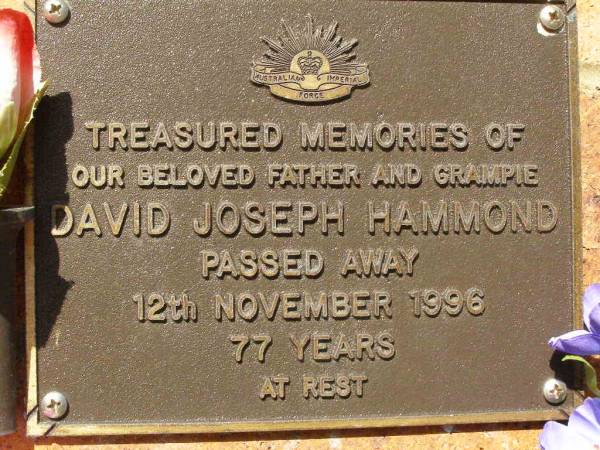 AUSTRALIAN IMPERIAL
FORCE
TREASURED MEMORIES OF
OUR BELOVED FATHER AND GRAMPIE
DAVID JOSEPH HAMMOND
PASSED AWAY
12th NOVEMBER 1996
77 YEARS
AT REST